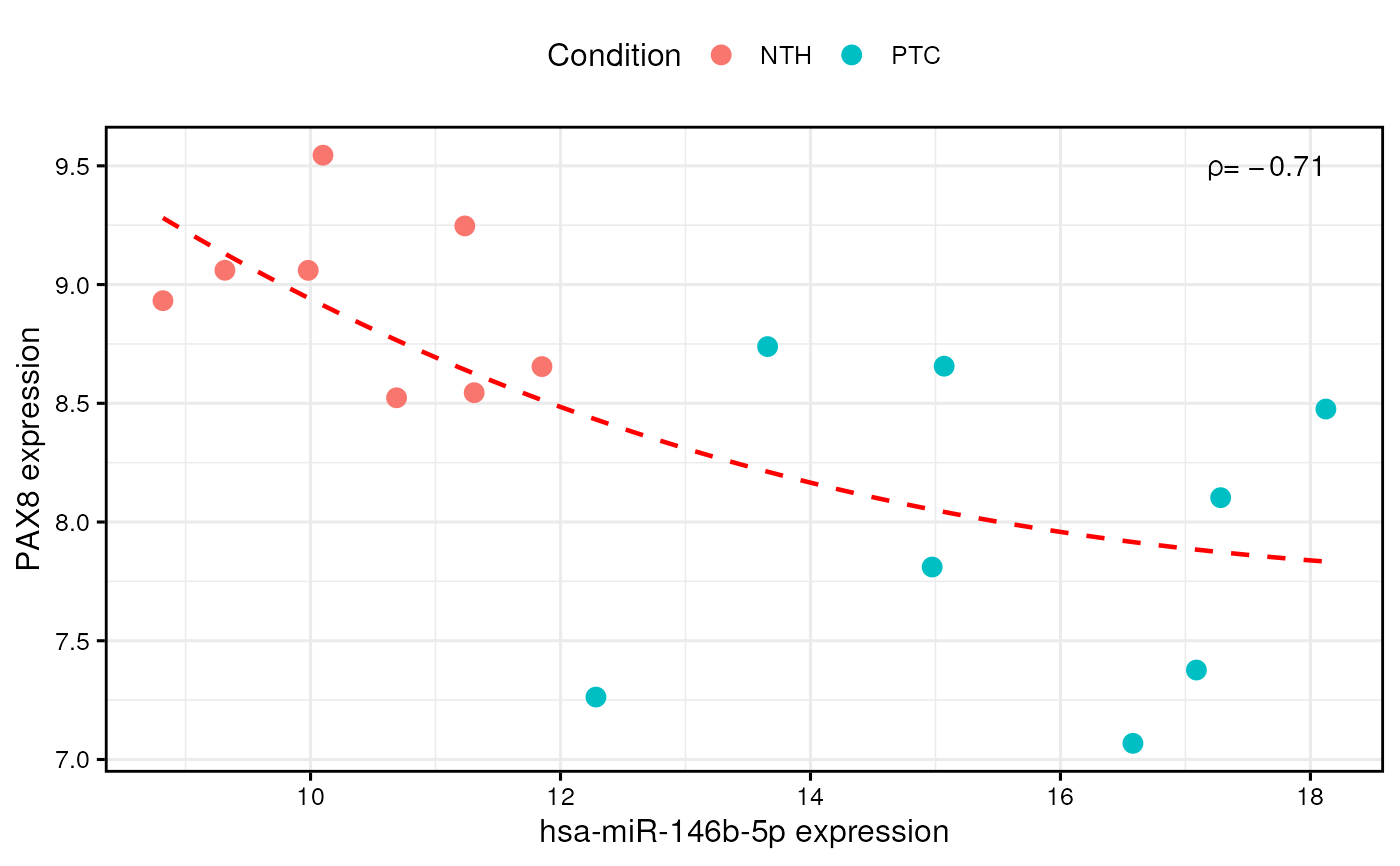 Condition NTH PTC
ρ= −0.71
9.5
9.0
8.5
8.0
7.5
7.0
PAX8 expression
10 12 14 16 18
hsa-miR-146b-5p expression